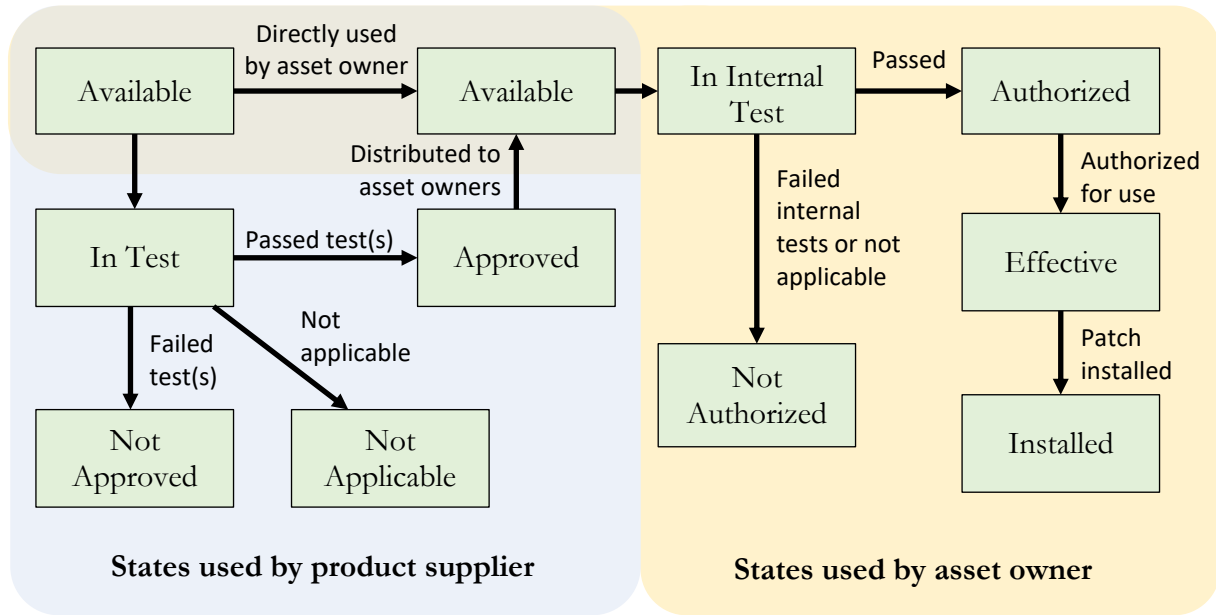 Directly used
by asset owner
Available
Available
In Internal
Test
Passed
Authorized
Distributed to
asset owners
Failed
internal
tests or not
applicable
Authorized
for use
In Test
Passed test(s)
Approved
Effective
Failed
test(s)
Not
applicable
Patch
installed
Not
Approved
Not
Applicable
Not
Authorized
Installed
States used by product supplier
States used by asset owner